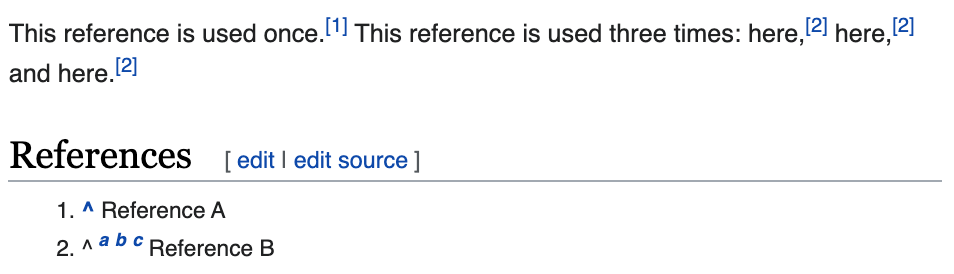 This reference is used once.[1] This reference is used three times: here,[2] here,[2]
and here.[2]
References [ edit | edit source ]
1. ^ Reference A
2. ^ a b c Reference B